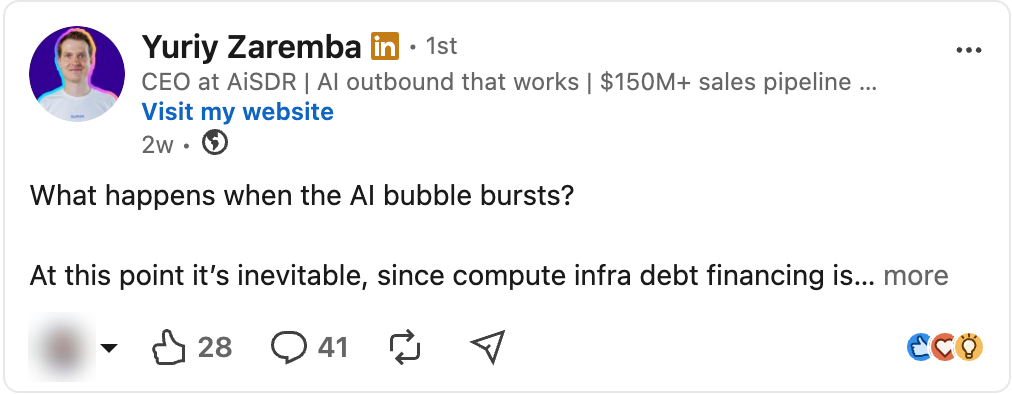 Yuriy Zaremba in • 1st
CEO at AiSDR | AI outbound that works | $150M+ sales pipeline ...
Visit my website
2w •
What happens when the AI bubble bursts?
At this point it’s inevitable, since compute infra debt financing is... more
28 41